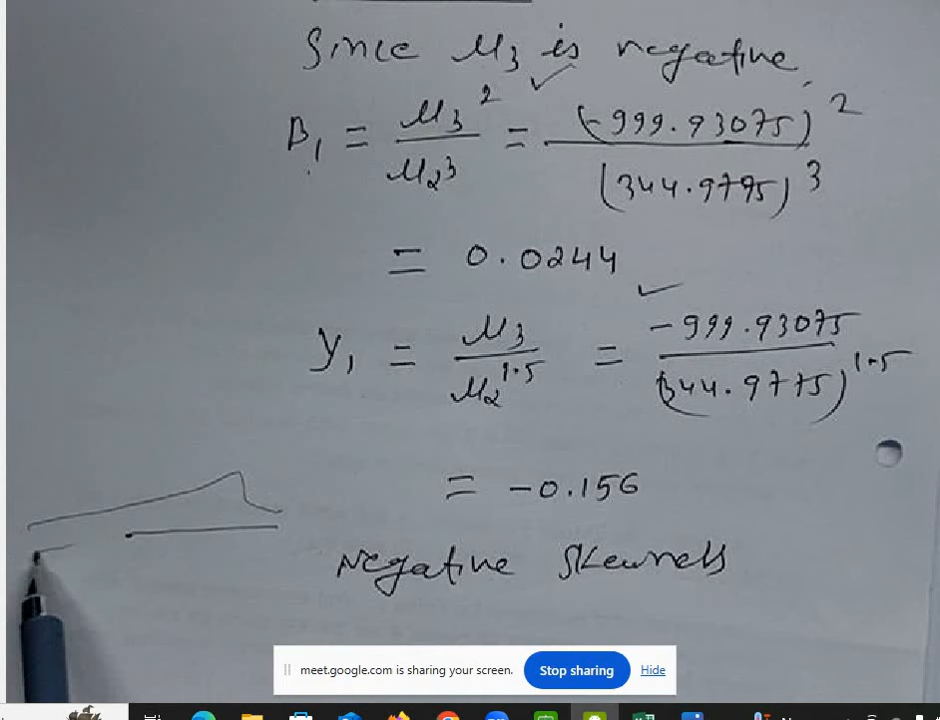 Since μ₃ is negative,
β₁ = μ₃² / μ₂³ = (-999.93075)² / (344.9795)³
= 0.0244
γ₁ = μ₃ / μ₂^1.5 = -999.93075 / (344.9775)^1.5
= -0.156
Negative Skewness
meet.google.com is sharing your screen. Stop sharing Hide